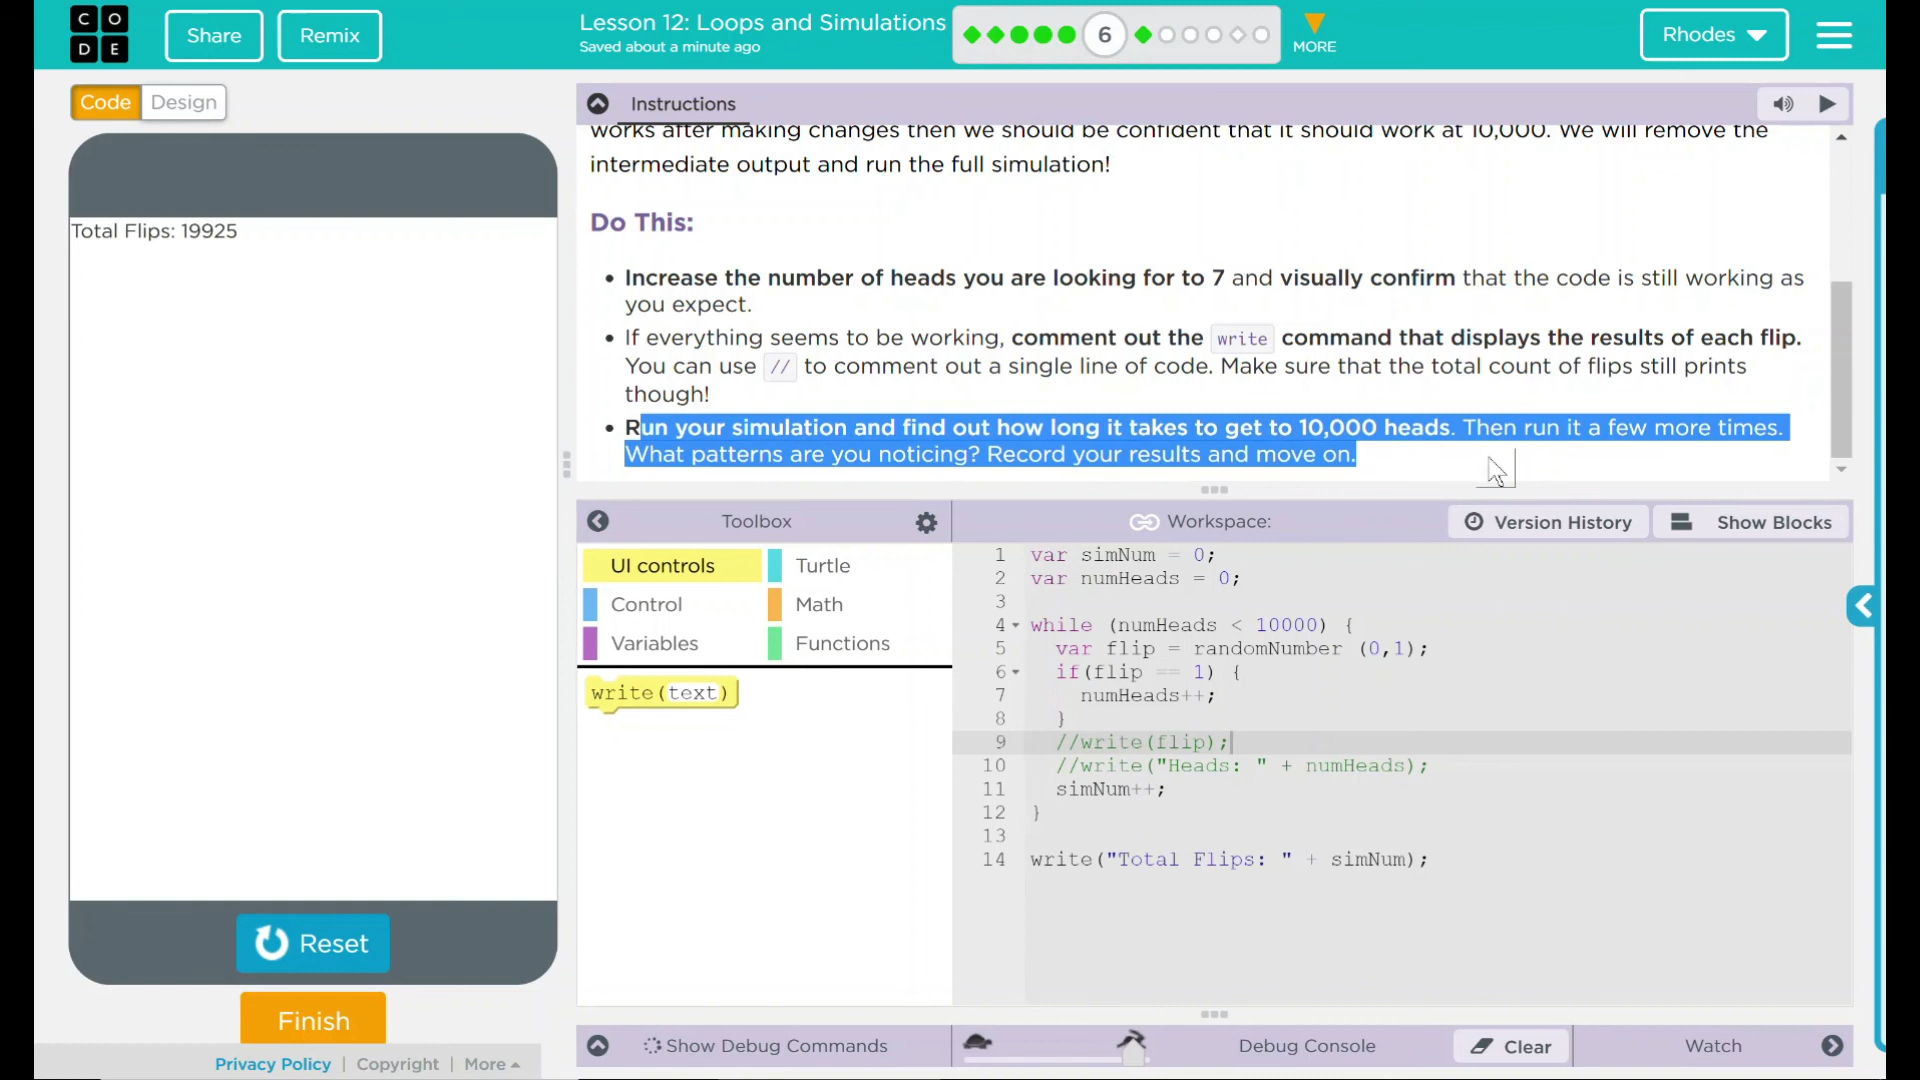 C O
D E
Share
Remix
Lesson 12: Loops and Simulations
Saved about a minute ago
6
MORE
Rhodes
Code
Design
Instructions
works after making changes then we should be confident that it should work at 10,000. We will remove the
intermediate output and run the full simulation!
Total Flips: 19925
Do This:
Increase the number of heads you are looking for to 7 and visually confirm that the code is still working as
you expect.
If everything seems to be working, comment out the write command that displays the results of each flip.
You can use // to comment out a single line of code. Make sure that the total count of flips still prints
though!
Run your simulation and find out how long it takes to get to 10,000 heads. Then run it a few more times.
What patterns are you noticing? Record your results and move on.
Toolbox
Workspace:
Version History
Show Blocks
UI controls
Turtle
Control
Math
Variables
Functions
write(text)
1 var simNum = 0;
2 var numHeads = 0;
3
4 while (numHeads < 10000) {
5 var flip = randomNumber (0,1);
6 if(flip == 1) {
7 numHeads++;
8 }
9 //write(flip);
10 //write("Heads: " + numHeads);
11 simNum++;
12 }
13
14 write("Total Flips: " + simNum);
Reset
Finish
Show Debug Commands
Debug Console
Clear
Watch
Privacy Policy | Copyright | More